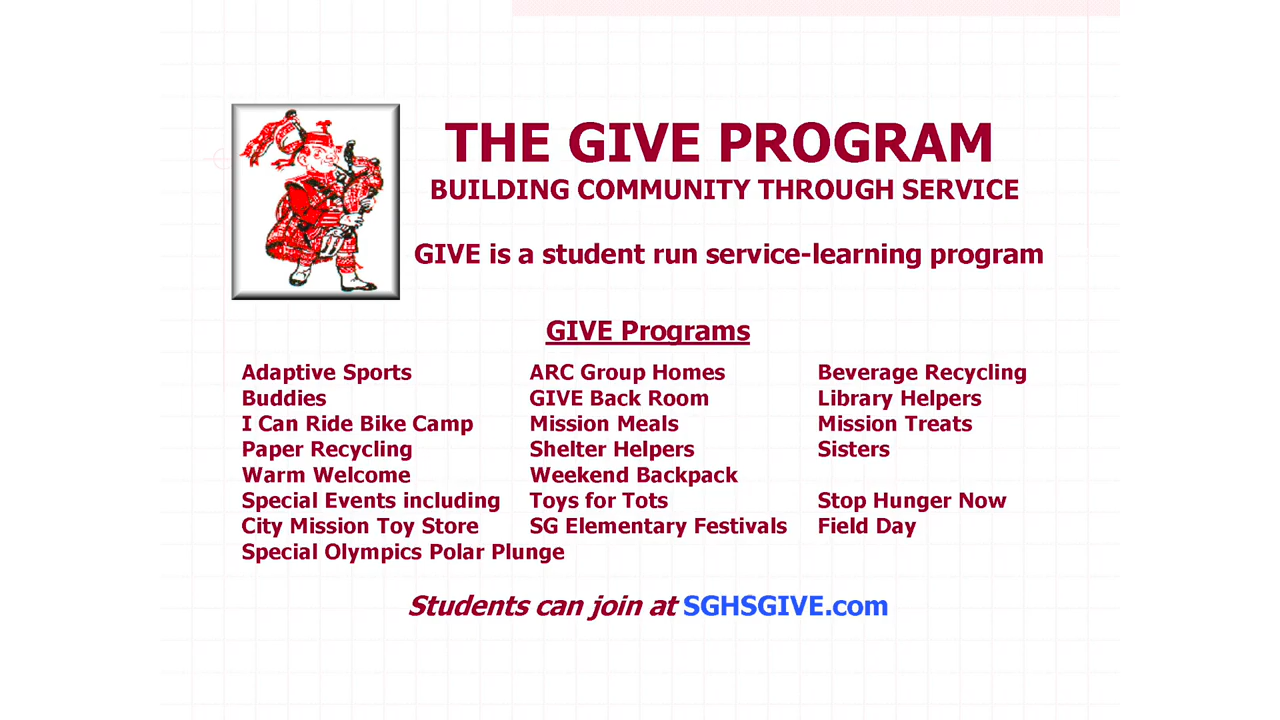 THE GIVE PROGRAM
BUILDING COMMUNITY THROUGH SERVICE
GIVE is a student run service-learning program
GIVE Programs
Adaptive Sports ARC Group Homes Beverage Recycling
Buddies GIVE Back Room Library Helpers
I Can Ride Bike Camp Mission Meals Mission Treats
Paper Recycling Shelter Helpers Sisters
Warm Welcome Weekend Backpack
Special Events including Toys for Tots Stop Hunger Now
City Mission Toy Store SG Elementary Festivals Field Day
Special Olympics Polar Plunge
Students can join at SGHSGIVE.com